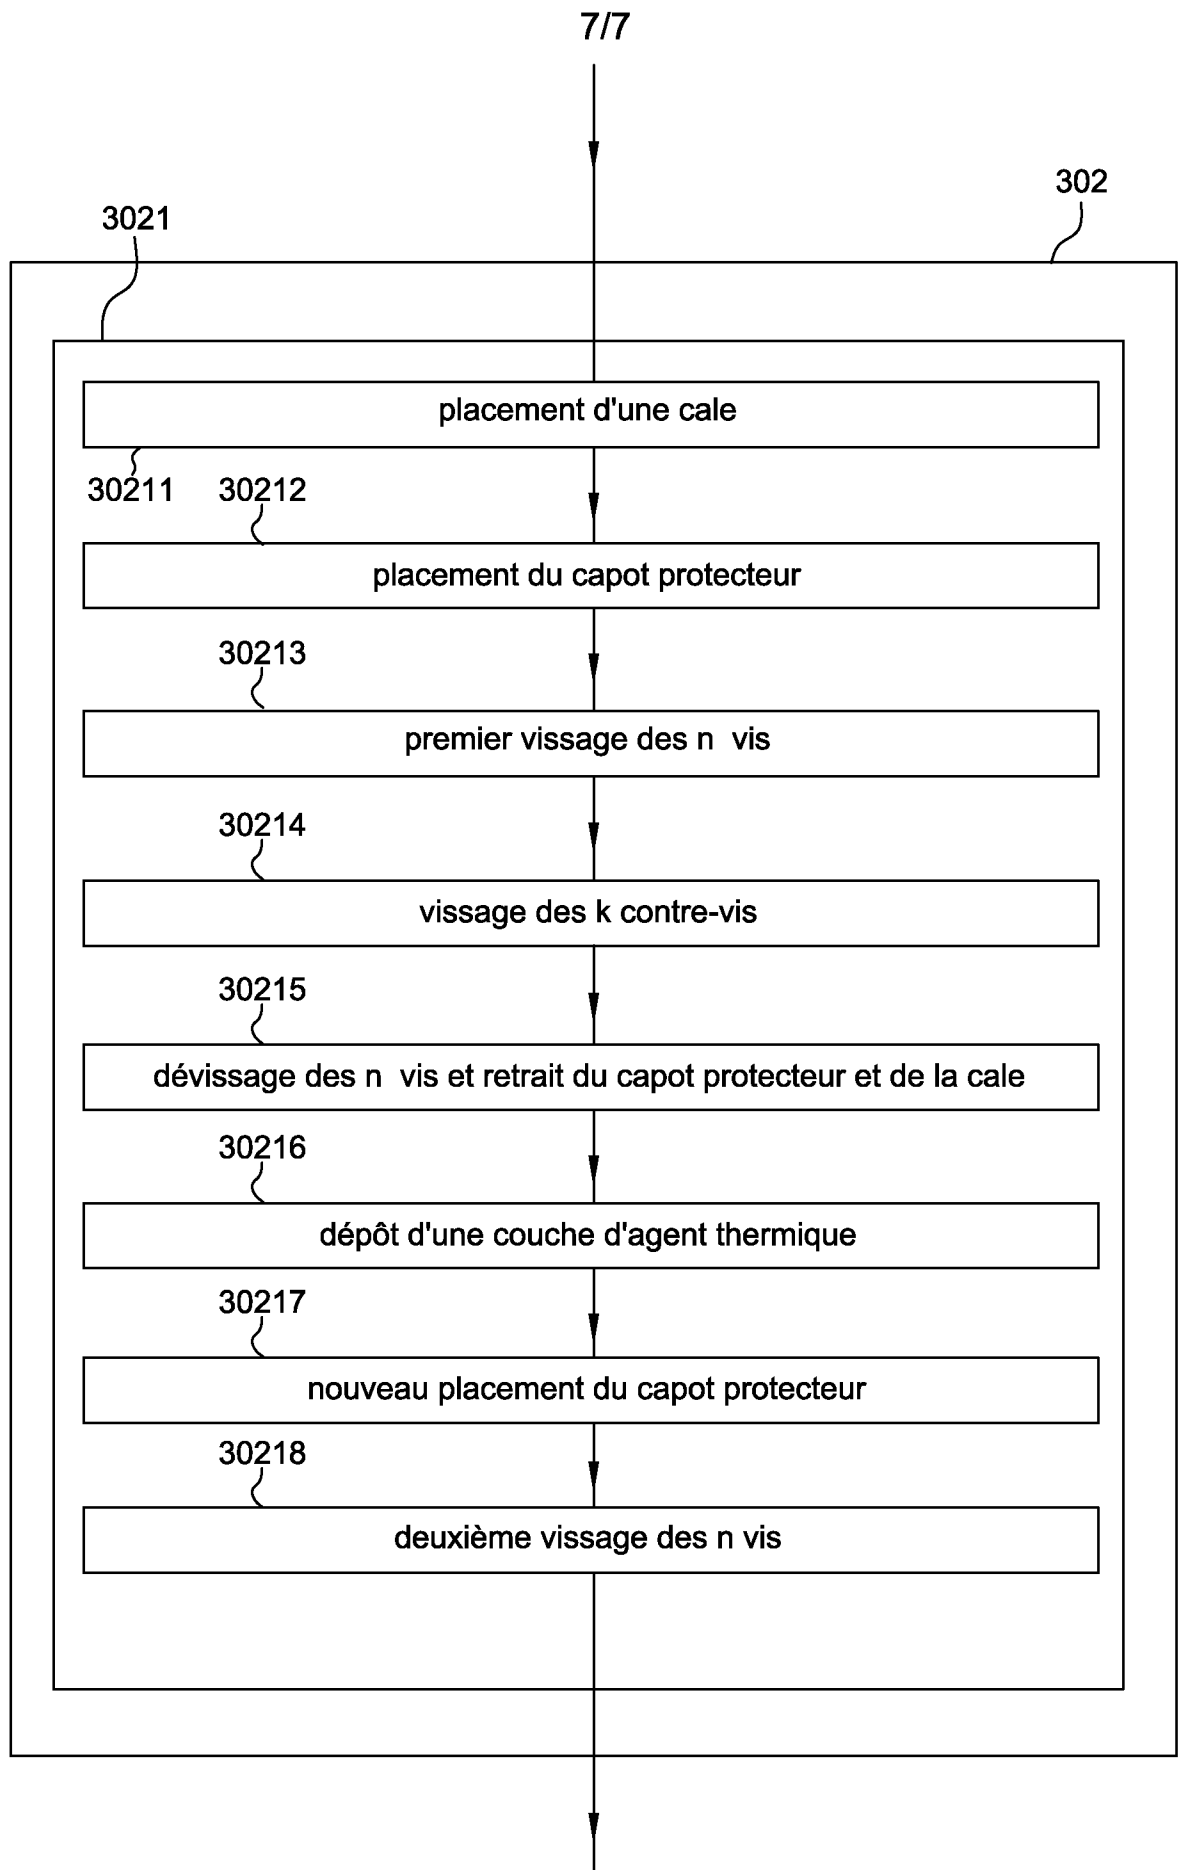 7/7
302
3021
placement d'une cale
30211
30212
placement du capot protecteur
30213
premier vissage des n vis
30214
vissage des k contre-vis
30215
dévissage des n vis et retrait du capot protecteur et de la cale
30216
dépôt d'une couche d'agent thermique
30217
nouveau placement du capot protecteur
30218
deuxième vissage des n vis